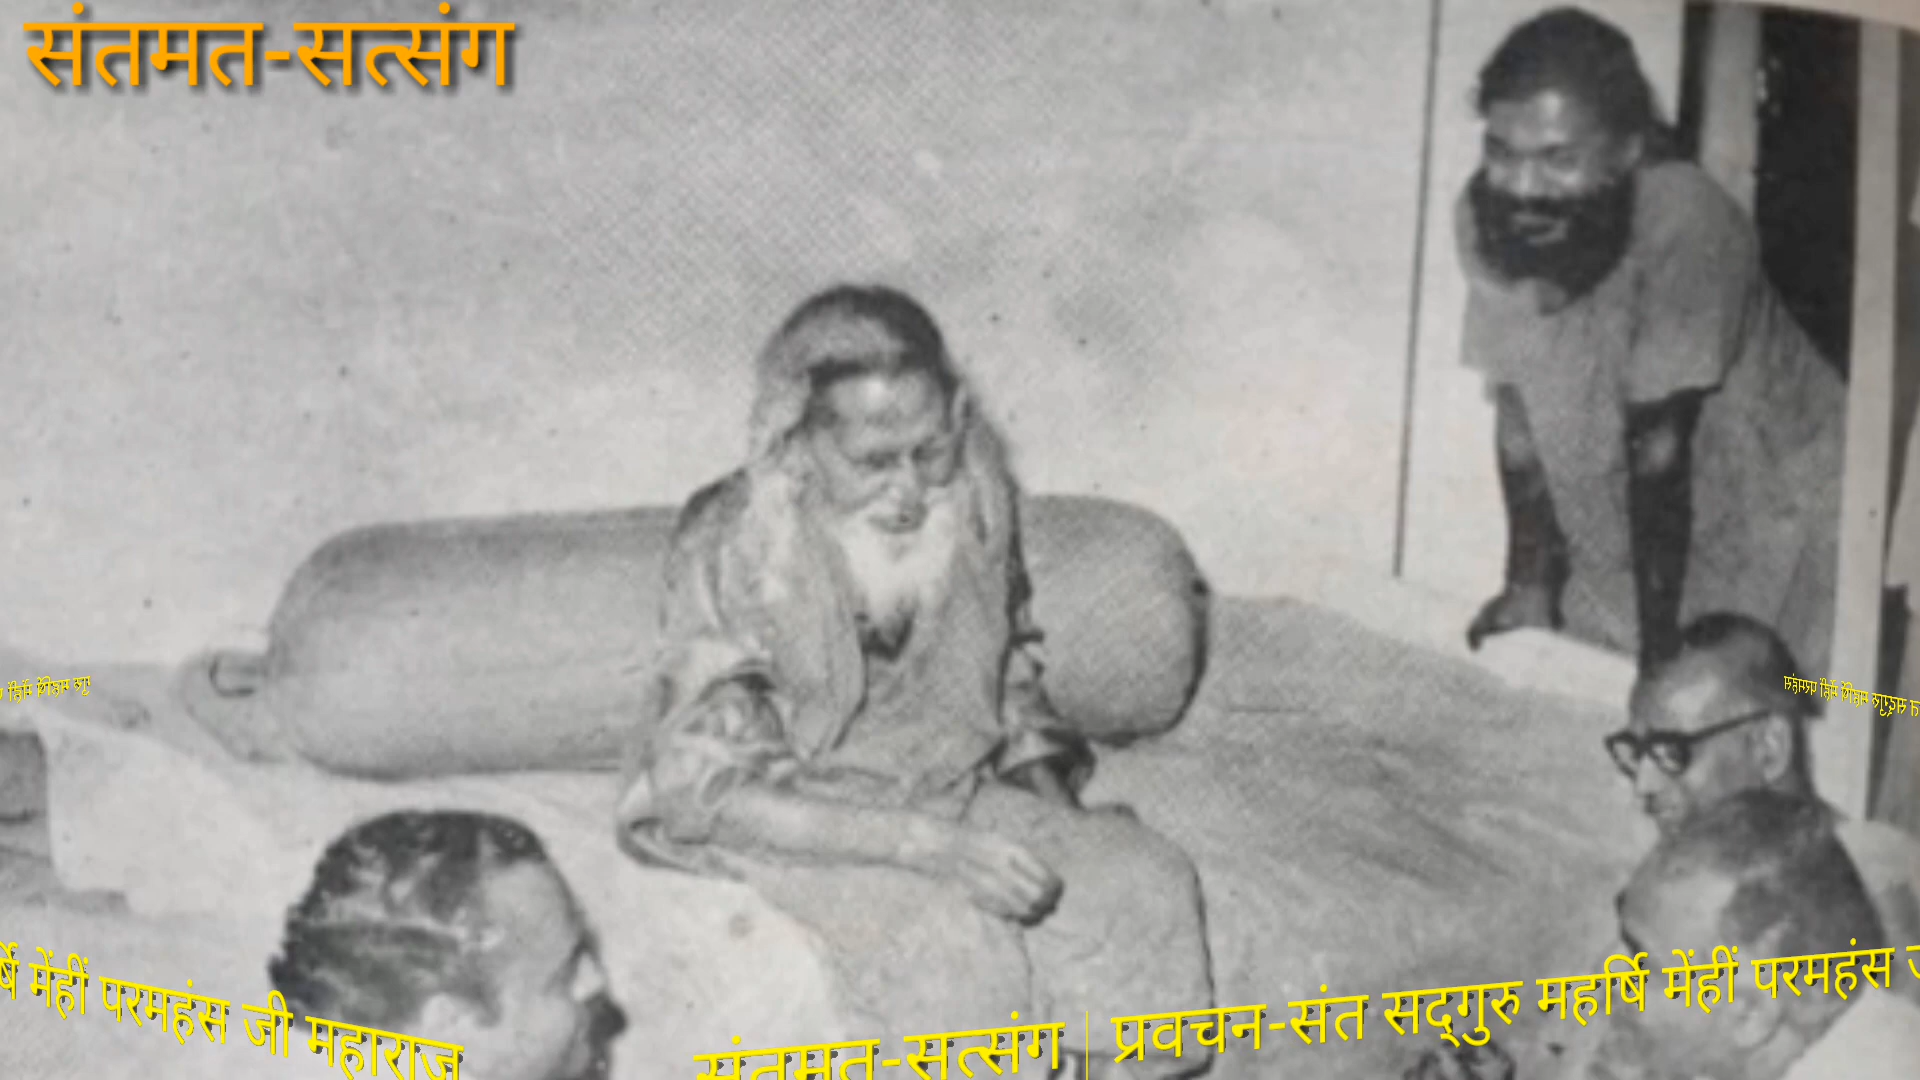 संतमत-सत्संग
र्षि मेंहीं परमहंस जी महाराज
संतमत-सत्संग | प्रवचन-संत सद्गुरु महर्षि मेंहीं परमहंस